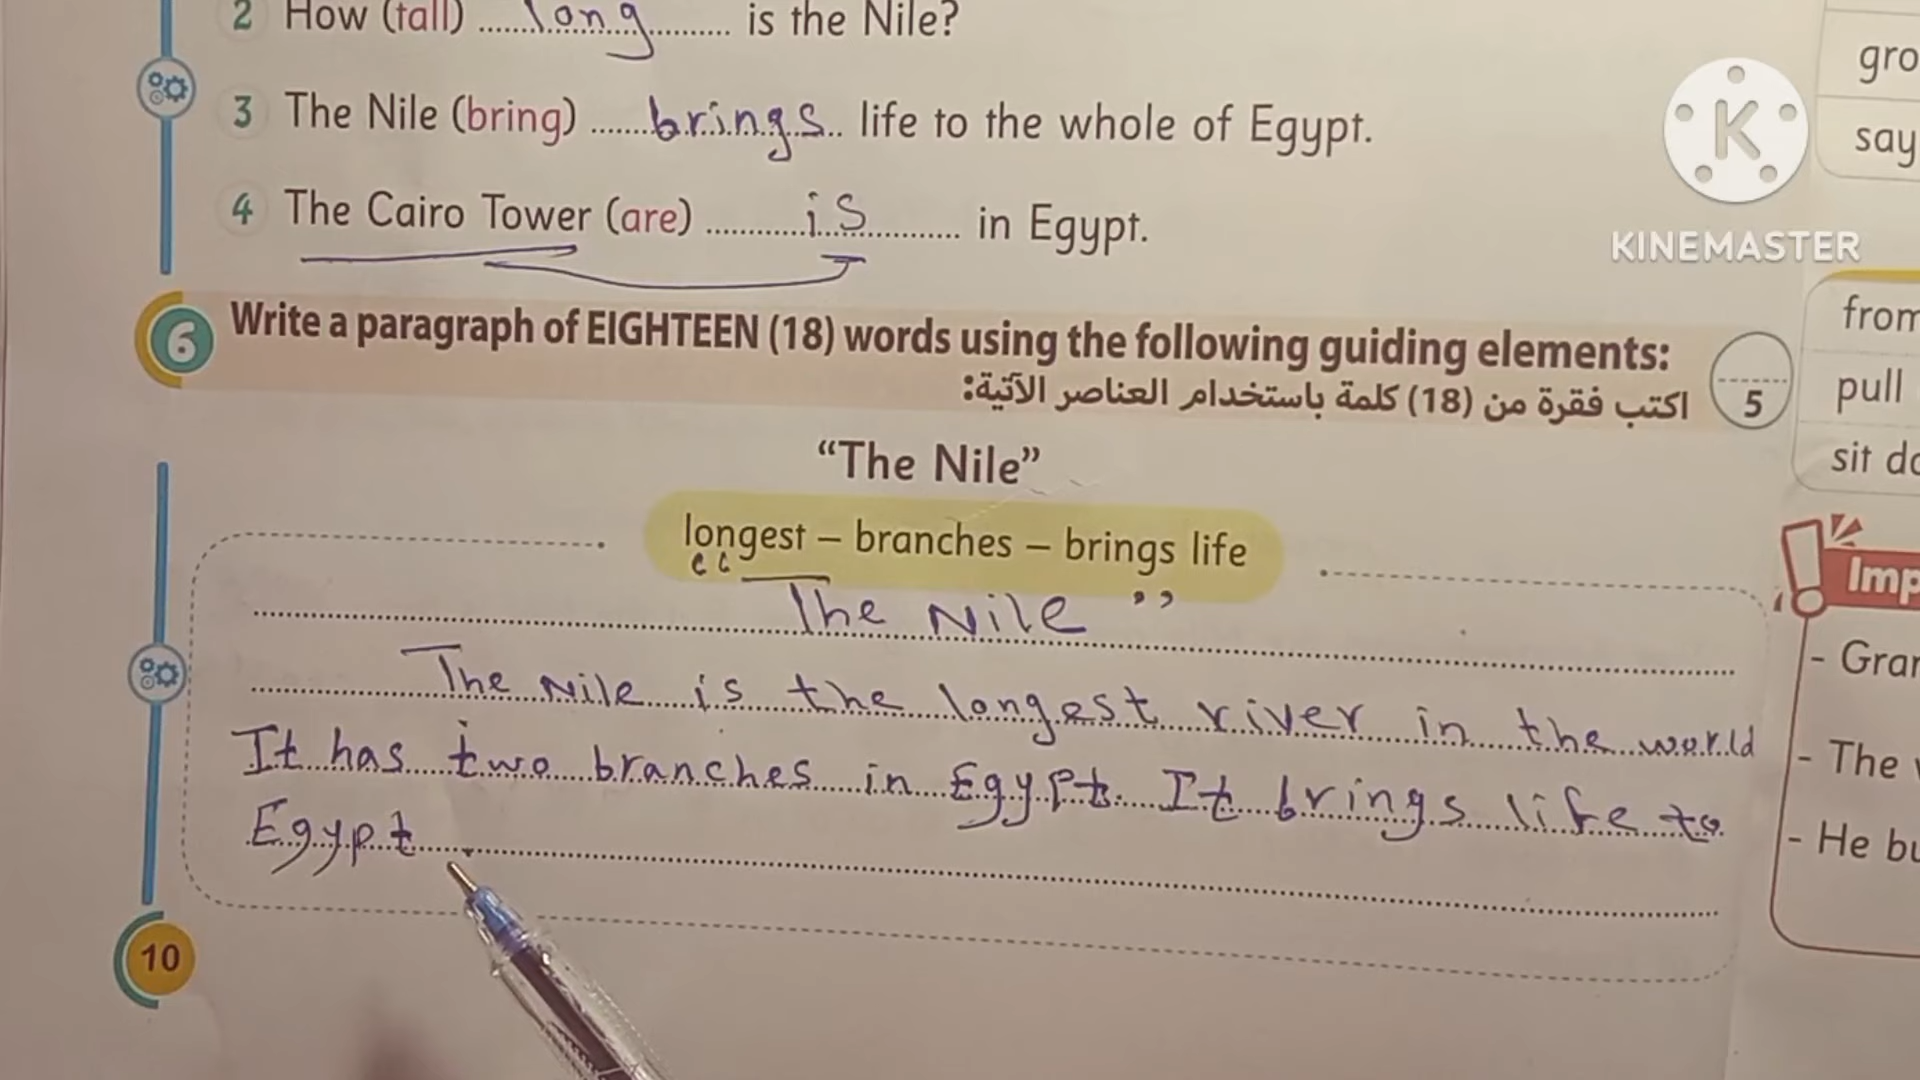 2 How (tall) ....long.... is the Nile?
3 The Nile (bring) ....brings.. life to the whole of Egypt.
4 The Cairo Tower (are) ....is.... in Egypt.
6 Write a paragraph of EIGHTEEN (18) words using the following guiding elements:
اكتب فقرة من (18) كلمة باستخدام العناصر الآتية:
5
“The Nile”
longest – branches – brings life
“The Nile”
The Nile is the longest river in the world
It has two branches in Egypt. It brings life to
Egypt.
10
K
KINEMASTER
say
from
pull
- The
- He